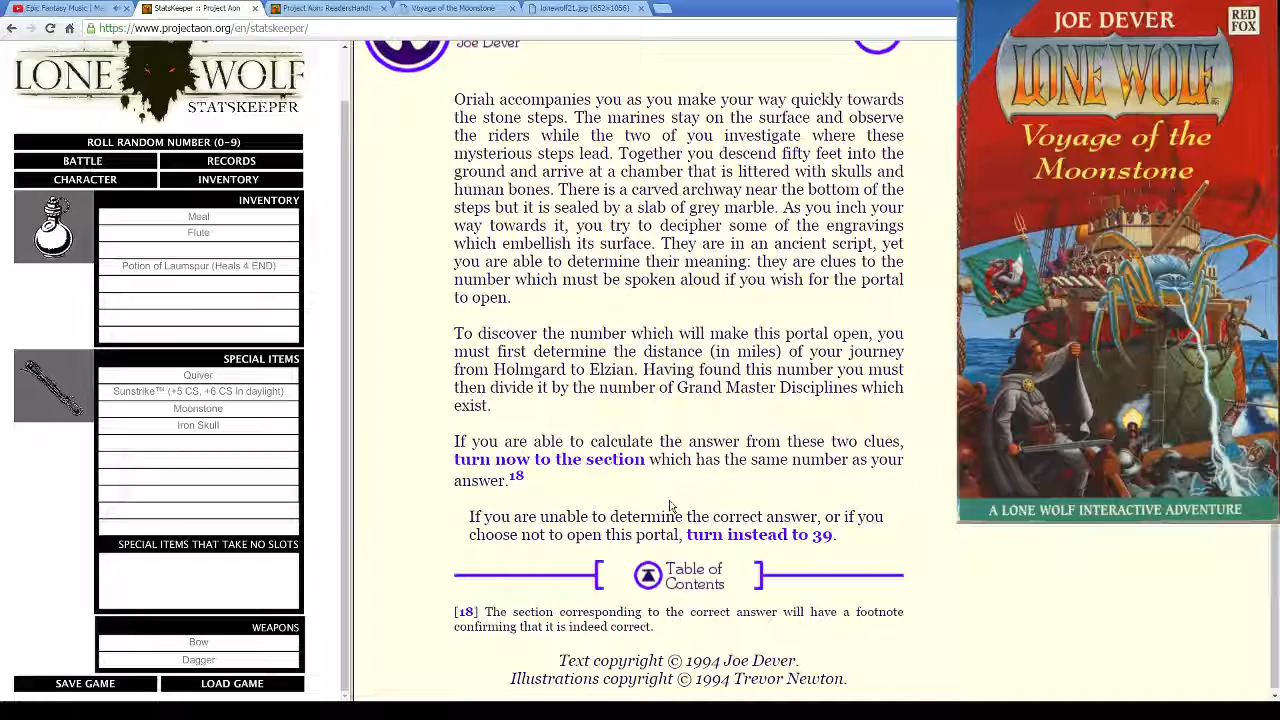 Epic Fantasy Music | Ma
StatsKeeper :: Project Aon
Project Aon: ReadersHandb
Voyage of the Moonstone
lonewolf21.jpg (652×1056)
https://www.projectaon.org/en/statskeeper/
LONE WOLF
STATSKEEPER
ROLL RANDOM NUMBER (0-9)
BATTLE
RECORDS
CHARACTER
INVENTORY
INVENTORY
Meal
Flute
Potion of Laumspur (Heals 4 END)
SPECIAL ITEMS
Quiver
Sunstrike™ (+5 CS, +6 CS in daylight)
Moonstone
Iron Skull
SPECIAL ITEMS THAT TAKE NO SLOTS
WEAPONS
Bow
Dagger
SAVE GAME
LOAD GAME
Joe Dever
Oriah accompanies you as you make your way quickly towards
the stone steps. The marines stay on the surface and observe
the riders while the two of you investigate where these
mysterious steps lead. Together you descend fifty feet into the
ground and arrive at a chamber that is littered with skulls and
human bones. There is a carved archway near the bottom of the
steps but it is sealed by a slab of grey marble. As you inch your
way towards it, you try to decipher some of the engravings
which embellish its surface. They are in an ancient script, yet
you are able to determine their meaning: they are clues to the
number which must be spoken aloud if you wish for the portal
to open.
To discover the number which will make this portal open, you
must first determine the distance (in miles) of your journey
from Holmgard to Elzian. Having found this number you must
then divide it by the number of Grand Master Disciplines which
exist.
If you are able to calculate the answer from these two clues,
turn now to the section which has the same number as your
answer.18
If you are unable to determine the correct answer, or if you
choose not to open this portal, turn instead to 39.
Table of
Contents
[18] The section corresponding to the correct answer will have a footnote
confirming that it is indeed correct.
Text copyright © 1994 Joe Dever.
Illustrations copyright © 1994 Trevor Newton.
JOE DEVER
RED
FOX
LONE WOLF
Voyage of the
Moonstone
A LONE WOLF INTERACTIVE ADVENTURE